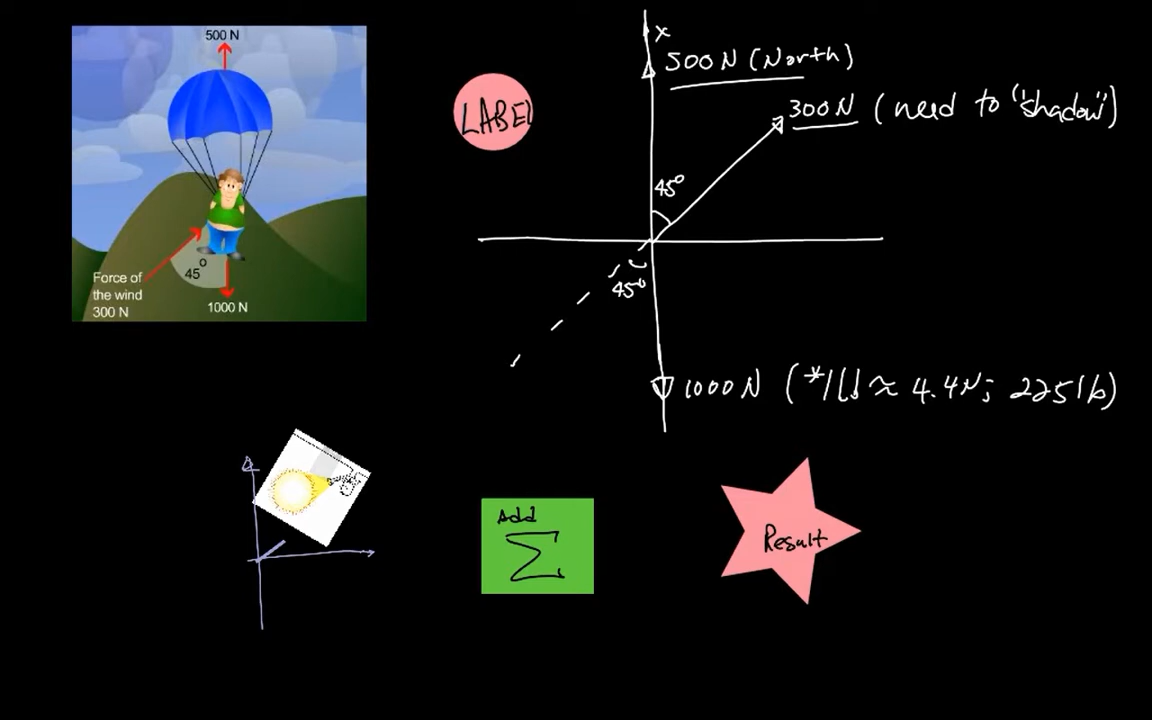 500 N
Force of
the wind
300 N
45
o
1000 N
LABEL
x
500 N (North)
300 N (need to "shadow")
45°
45°
1000 N (*1lb ≈ 4.4N; 225lb)
Add
Σ
Result